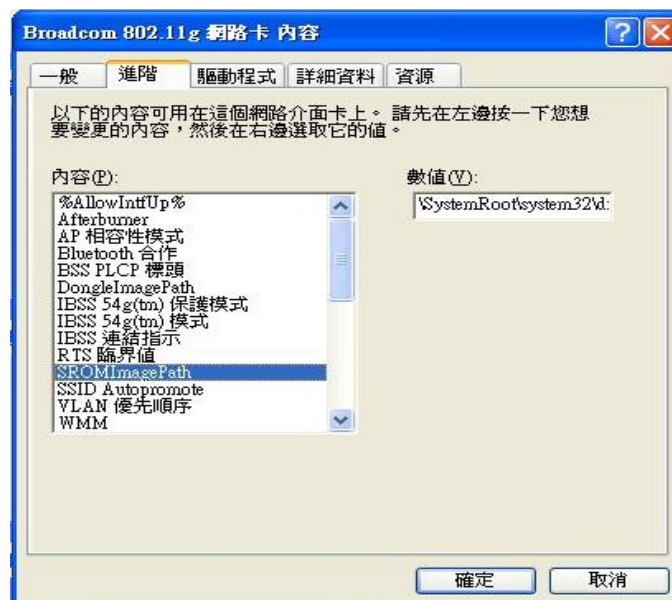 Broadcom 802.11g 網路卡 內容
一般 進階 驅動程式 詳細資料 資源
以下的內容可用在這個網路介面卡上。 請先在左邊按一下您想
要變更的內容，然後在右邊選取它的值。
內容(P): 數值(V):
%AllowIntfUp% \SystemRoot\system32\d:
Afterburner
AP 相容性模式
Bluetooth 合作
BSS PLCP 標頭
DongleImagePath
IBSS 54g(tm) 保護模式
IBSS 54g(tm) 模式
IBSS 連結指示
RTS 臨界值
SROMImagePath
SSID Autopromote
VLAN 優先順序
WMM
確定 取消